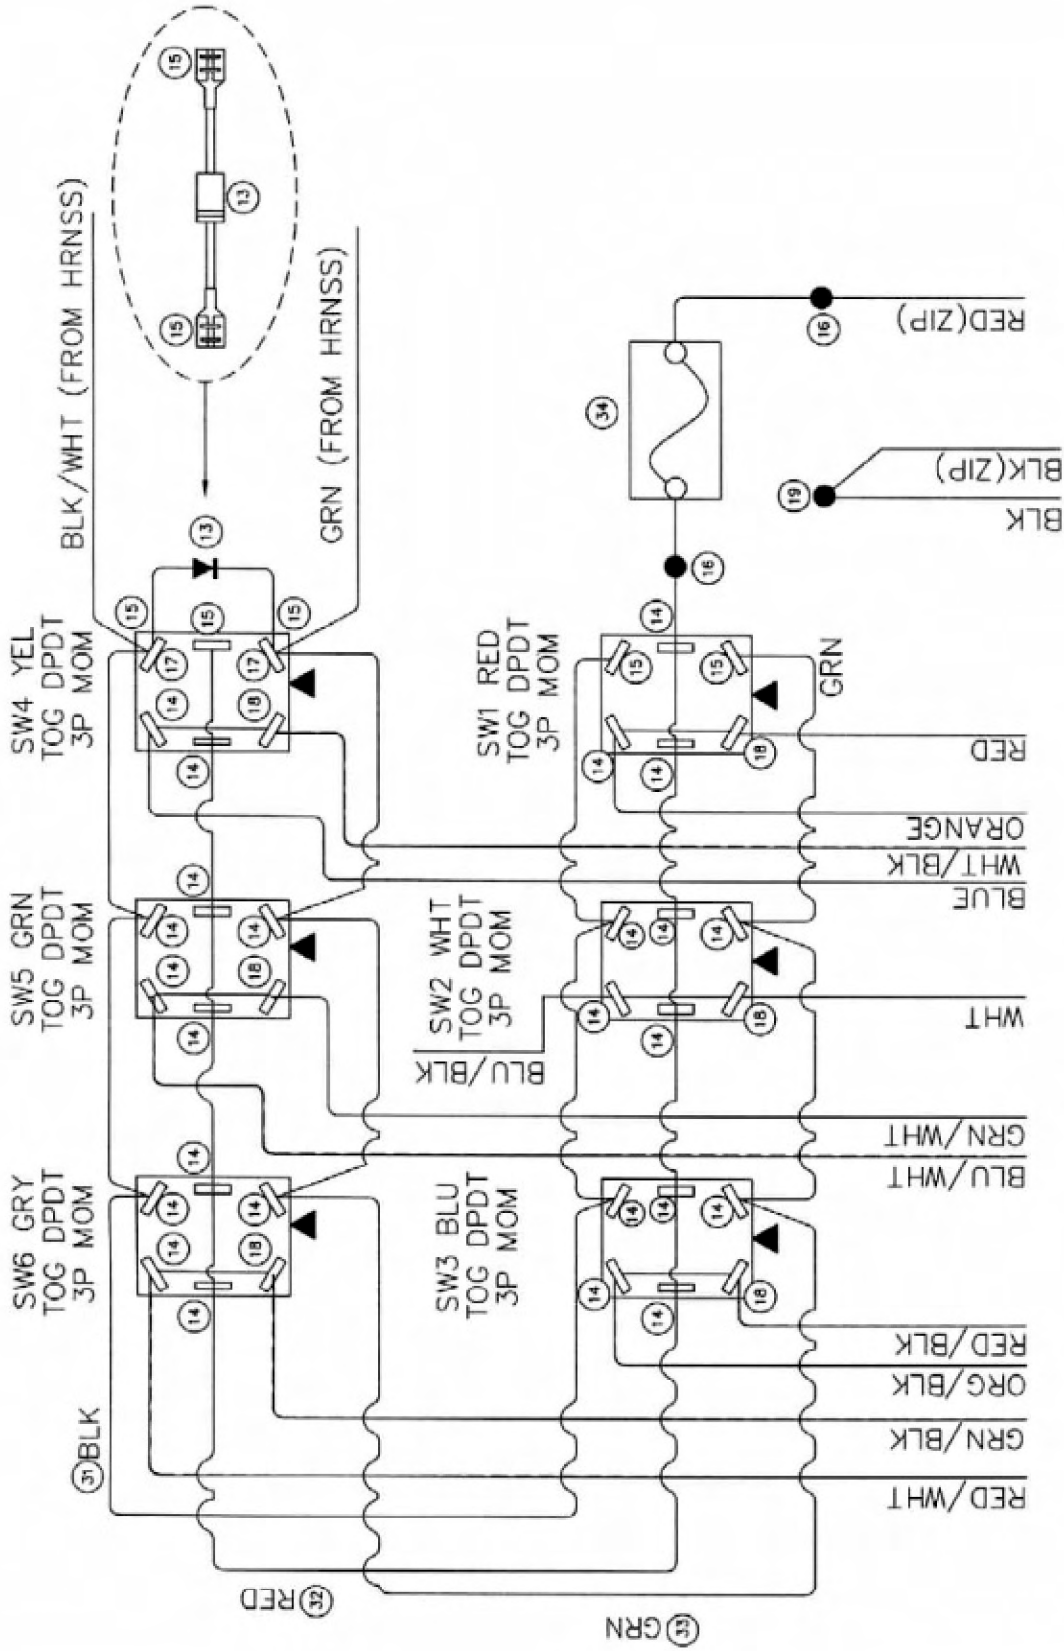 BLK/WHT (FROM HRNSS)
15
13
15
GRN (FROM HRNSS)
RED(ZIP)
16
34
BLK(ZIP)
BLK
19
SW4 YEL
TOG DPDT
3P MOM
13
15
15
15
17
17
14
18
14
SW1 RED
TOG DPDT
3P MOM
16
14
15
15
14
14
18
GRN
RED
ORANGE
WHT/BLK
BLUE
SW5 GRN
TOG DPDT
3P MOM
14
14
14
14
18
14
SW2 WHT
TOG DPDT
3P MOM
BLU/BLK
14
14
14
14
14
18
WHT
GRN/WHT
BLU/WHT
SW6 GRY
TOG DPDT
3P MOM
14
14
14
14
18
14
SW3 BLU
TOG DPDT
3P MOM
14
14
14
14
14
18
RED/BLK
ORG/BLK
GRN/BLK
RED/WHT
31 BLK
RED 32
GRN 33